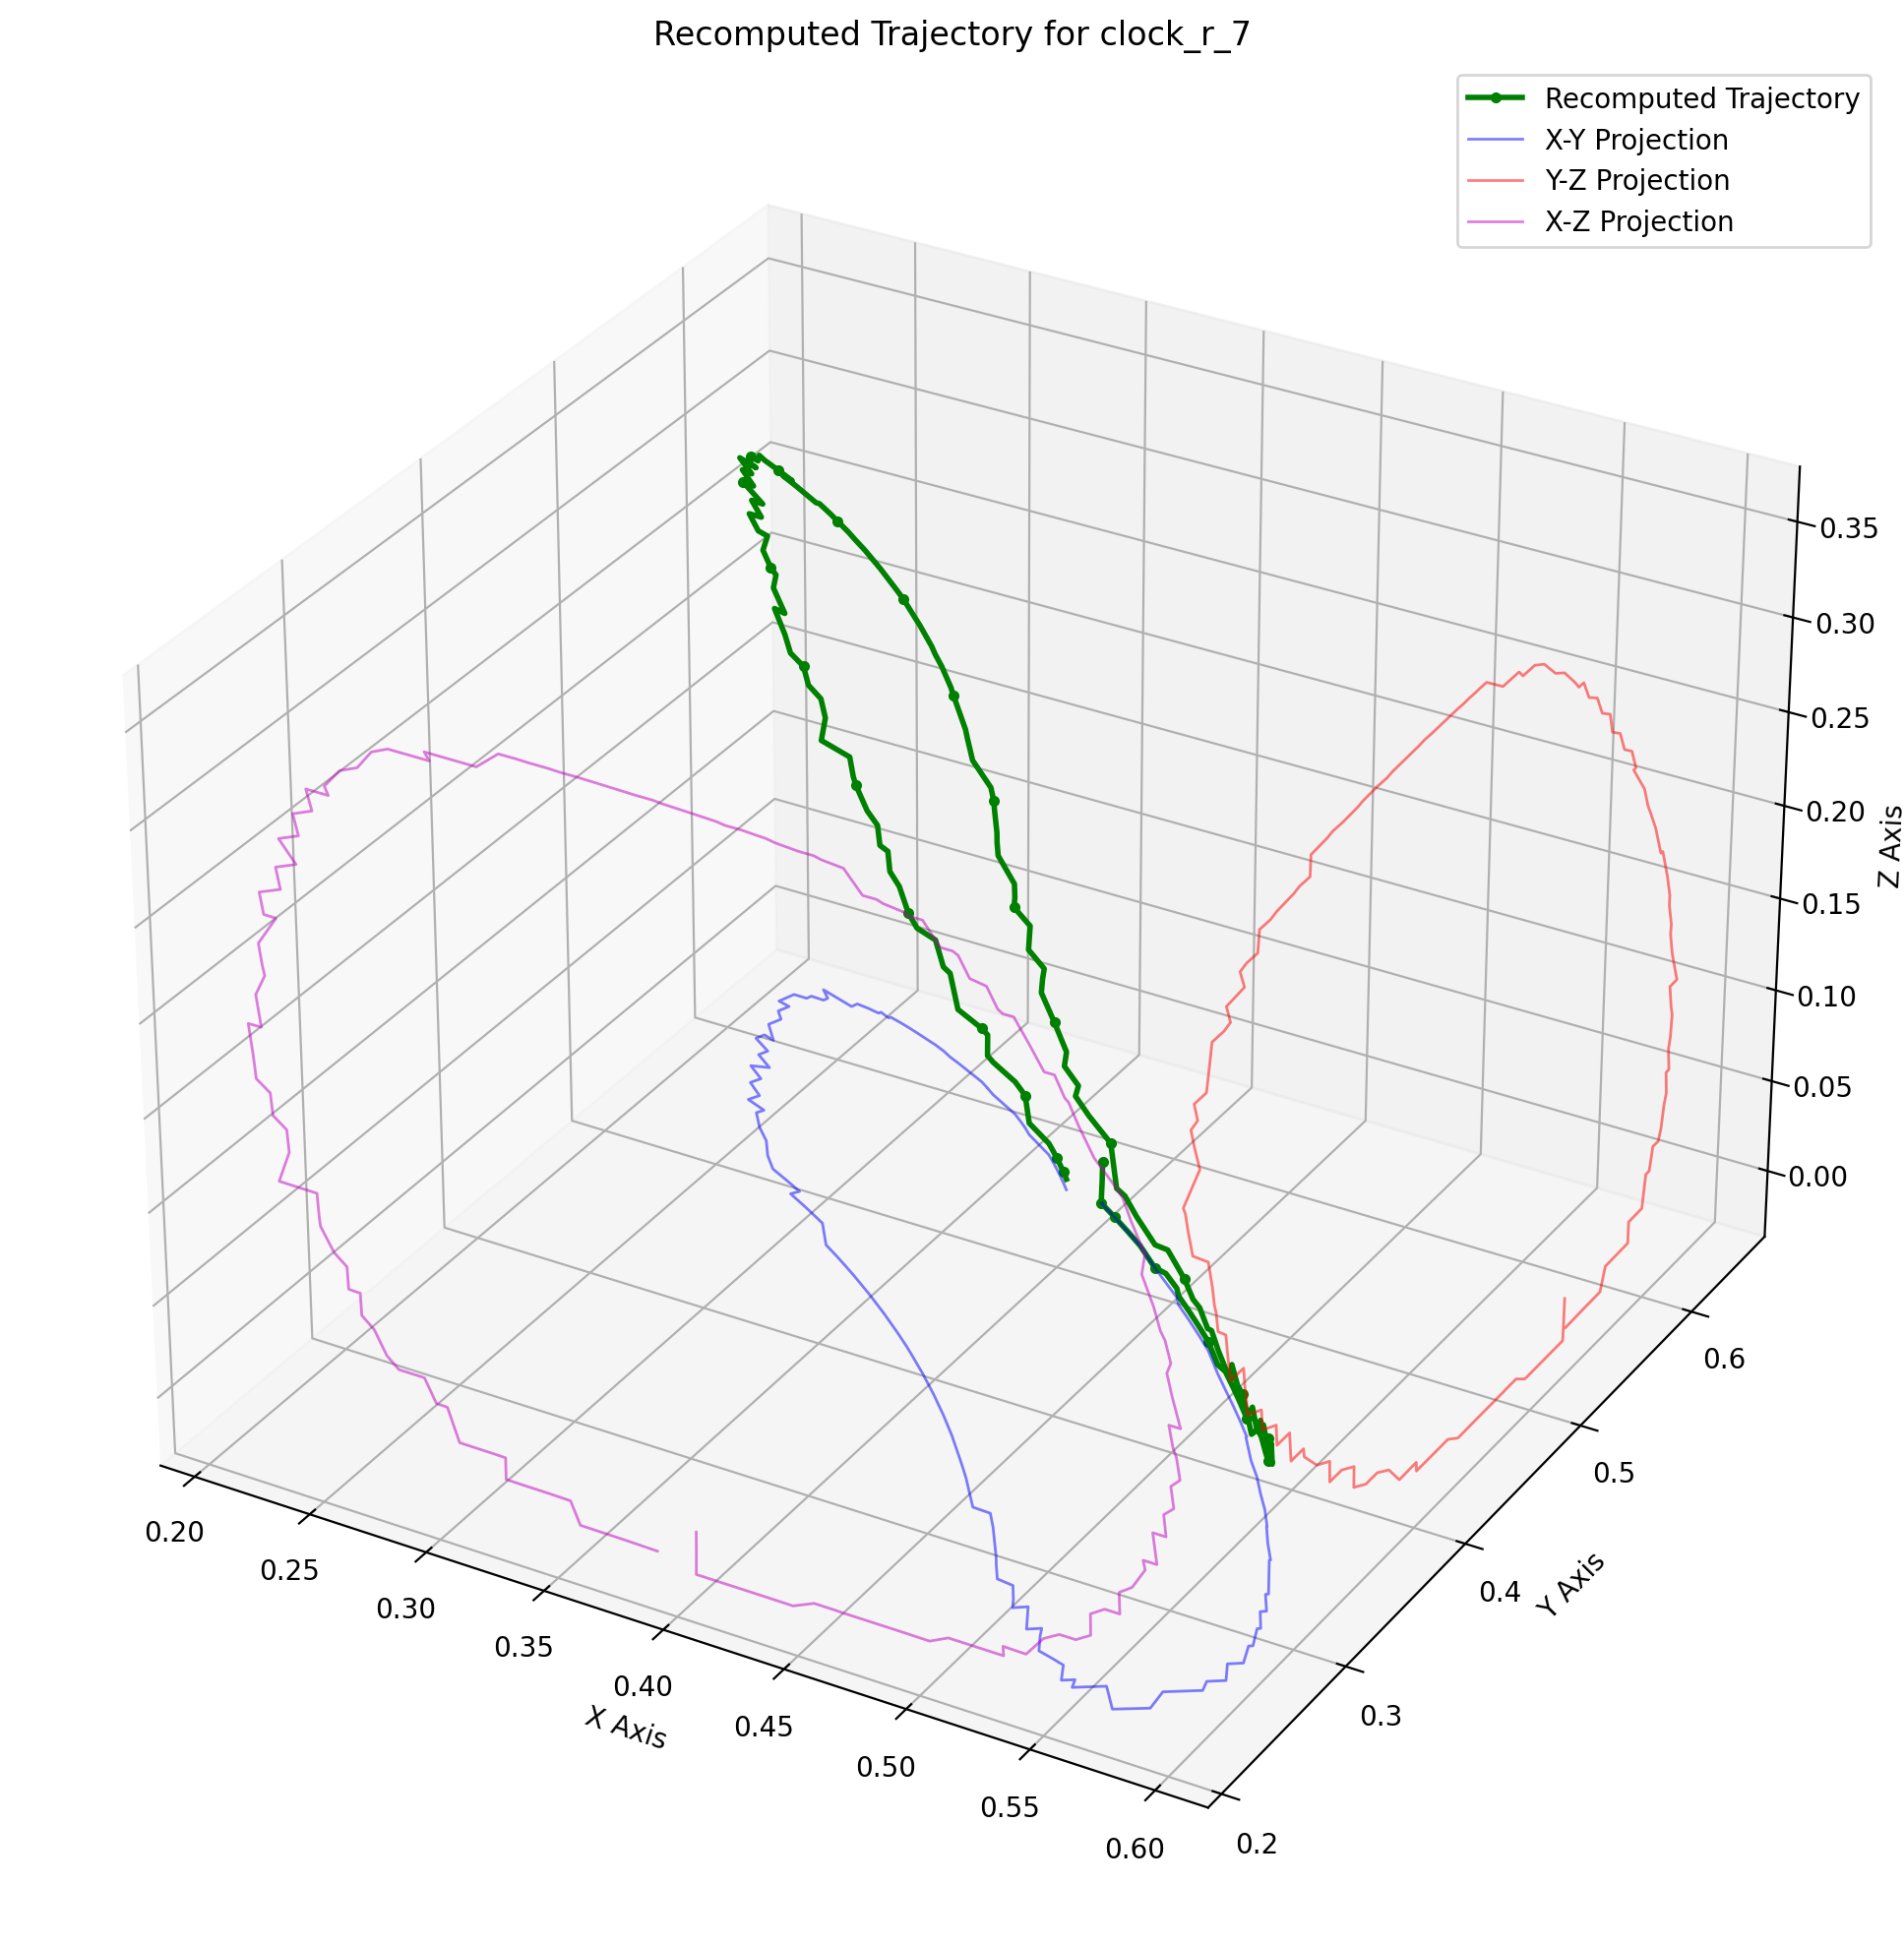 Recomputed Trajectory for clock_r_7
Recomputed Trajectory
X-Y Projection
Y-Z Projection
X-Z Projection
0.35
0.30
0.25
0.20
0.15
0.10
0.05
0.00
Z Axis
0.6
0.5
0.4
0.3
0.2
Y Axis
0.20
0.25
0.30
0.35
0.40
0.45
0.50
0.55
0.60
X Axis